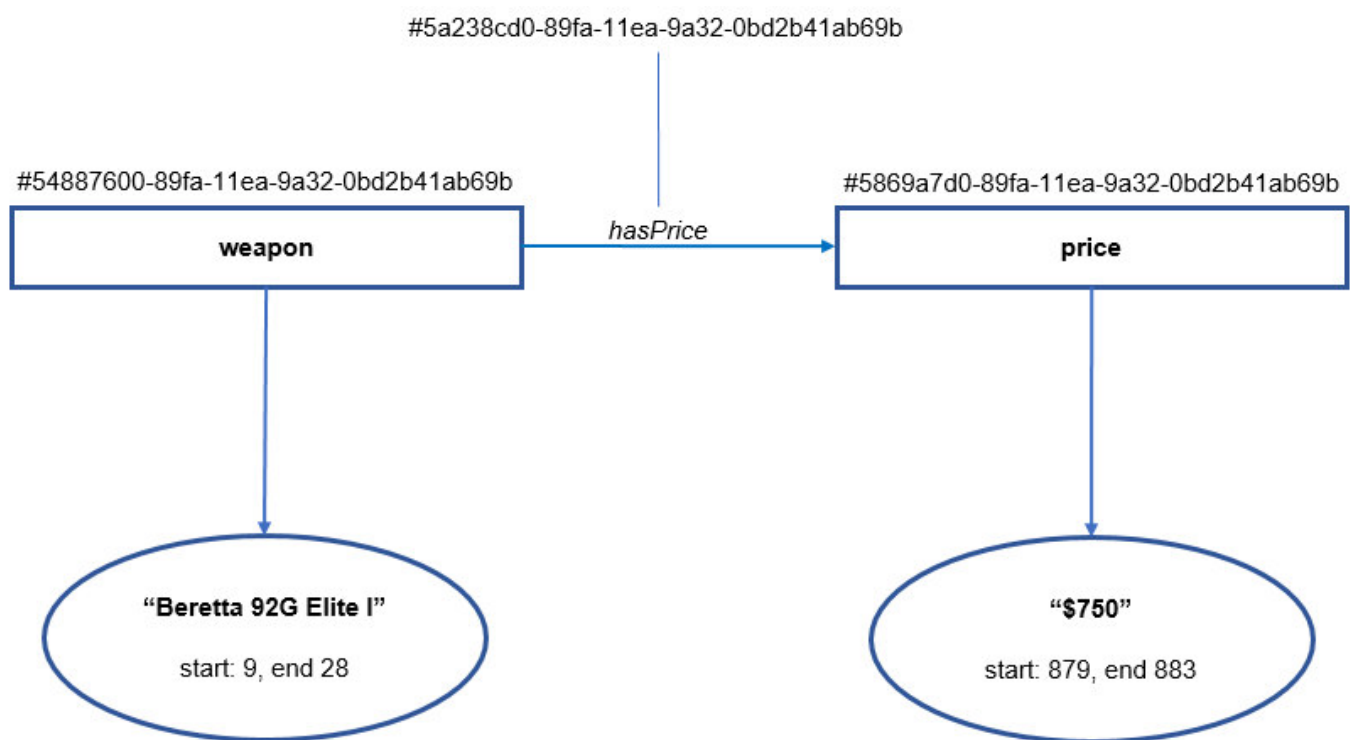 #5a238cd0-89fa-11ea-9a32-0bd2b41ab69b
#54887600-89fa-11ea-9a32-0bd2b41ab69b
#5869a7d0-89fa-11ea-9a32-0bd2b41ab69b
weapon
hasPrice
price
“Beretta 92G Elite I”
start: 9, end 28
“$750”
start: 879, end 883